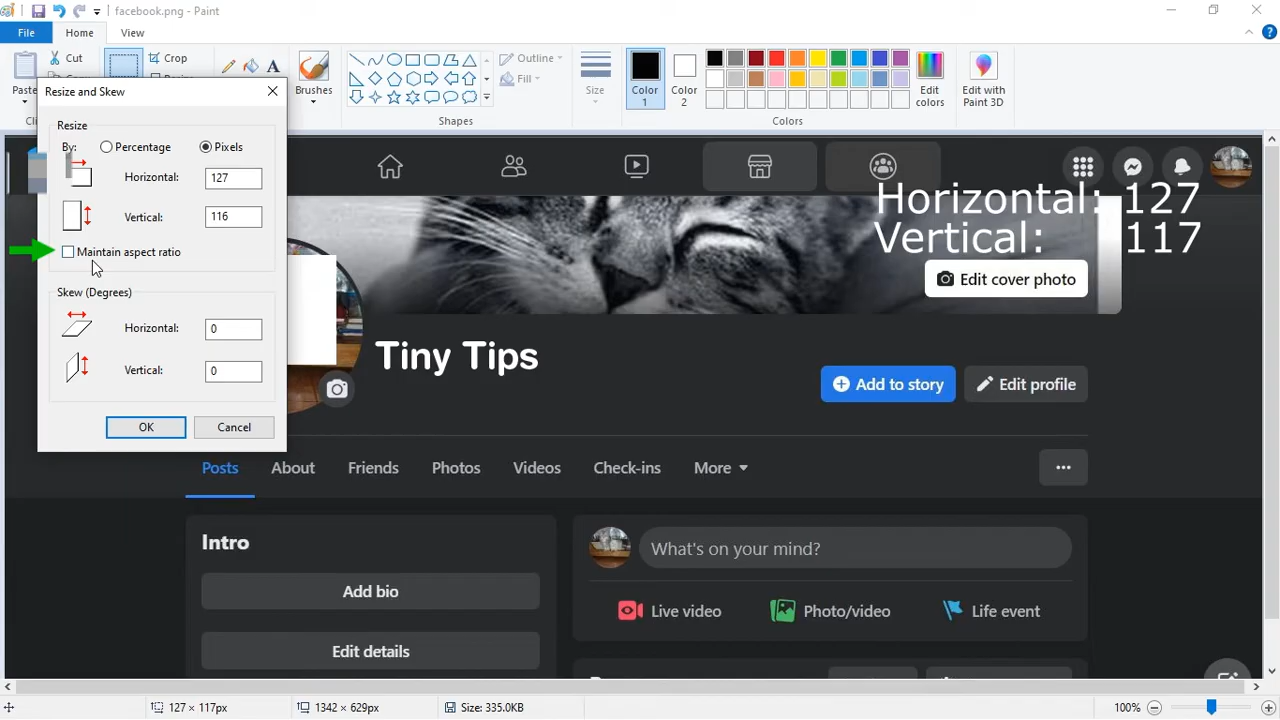 facebook.png - Paint
File
Home
View
Paste
Cut
Crop
Brushes
Shapes
Outline
Fill
Size
Color
1
Color
2
Colors
Edit
colors
Edit with
Paint 3D
Resize and Skew
Resize
By:
Percentage
Pixels
Horizontal:
127
Vertical:
116
Maintain aspect ratio
Skew (Degrees)
Horizontal:
0
Vertical:
0
OK
Cancel
Horizontal: 127
Vertical: 117
Edit cover photo
Tiny Tips
Add to story
Edit profile
Posts
About
Friends
Photos
Videos
Check-ins
More
Intro
Add bio
Edit details
What's on your mind?
Live video
Photo/video
Life event
127 × 117px
1342 × 629px
Size: 335.0KB
100%